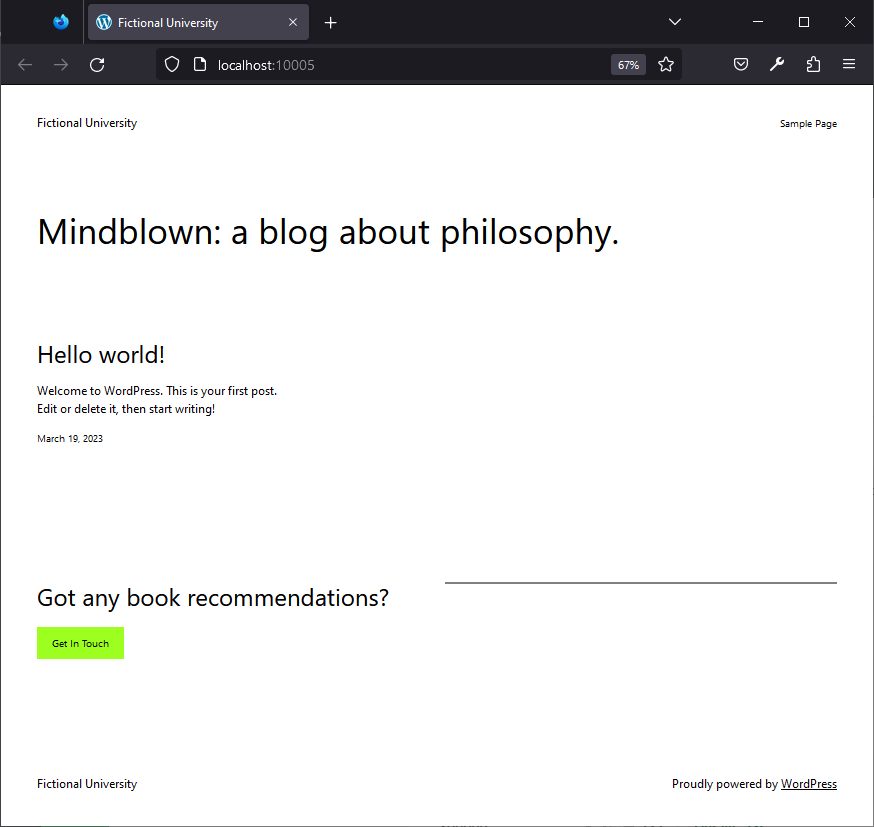 Fictional University
localhost:10005
67%
Fictional University
Sample Page
Mindblown: a blog about philosophy.
Hello world!
Welcome to WordPress. This is your first post.
Edit or delete it, then start writing!
March 19, 2023
Got any book recommendations?
Get In Touch
Fictional University
Proudly powered by WordPress